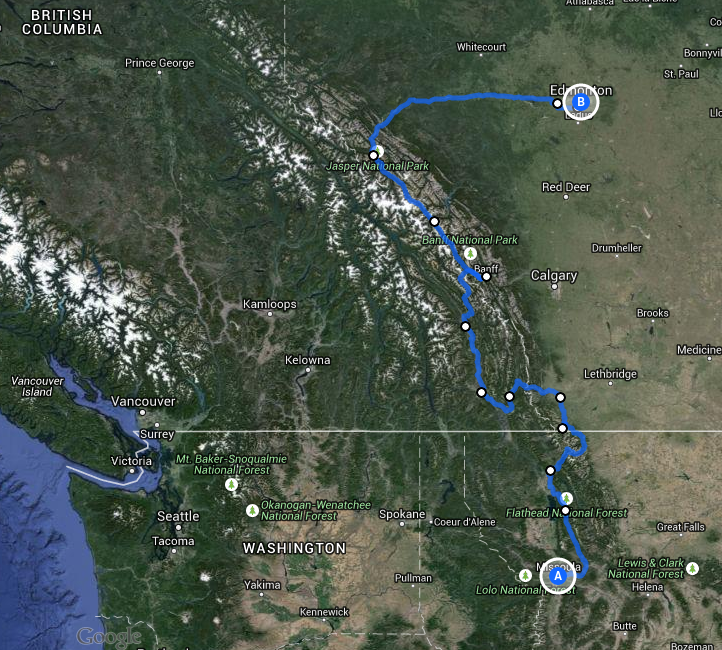 Athabasca
BRITISH
COLUMBIA
Whitecourt
Bonnyvil
Prince George
St. Paul
Edmonton
B
Jasper National Park
Red Deer
Banff National Park
Drumheller
Banff
Calgary
Kamloops
Brooks
Medicine
Kelowna
Lethbridge
Vancouver
Island
Vancouver
Surrey
Victoria
Mt. Baker-Snoqualmie
National Forest
Okanogan-Wenatchee
National Forest
Spokane
Coeur d'Alene
Flathead National Forest
Seattle
Great Falls
Tacoma
WASHINGTON
Missoula
A
Lewis & Clark
National Forest
Lolo National Forest
Helena
Yakima
Pullman
Kennewick
Butte
Google
Bozeman